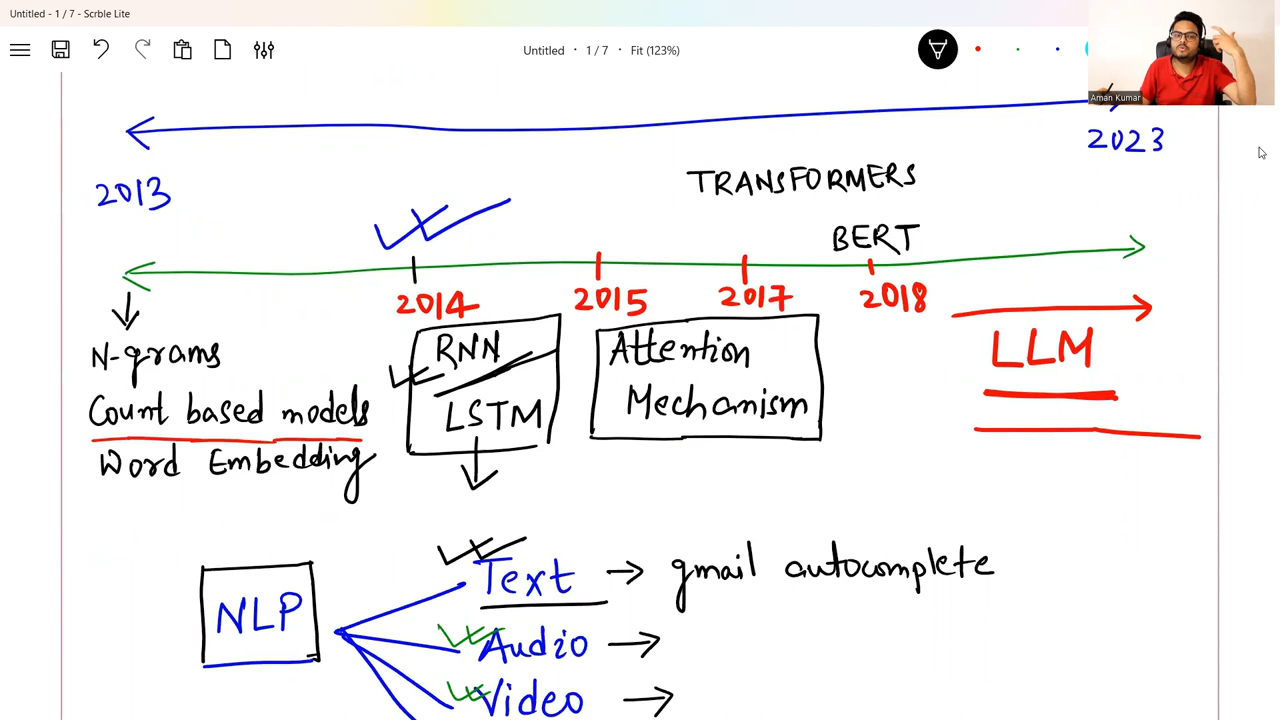 Untitled - 1 / 7 - Scrble Lite
Untitled • 1 / 7 • Fit (123%)
Aman Kumar
2013
2023
TRANSFORMERS
BERT
2014
2015
2017
2018
N-grams
Count based models
Word Embedding
RNN
LSTM
Attention
Mechanism
LLM
NLP
Text → gmail autocomplete
Audio →
Video →